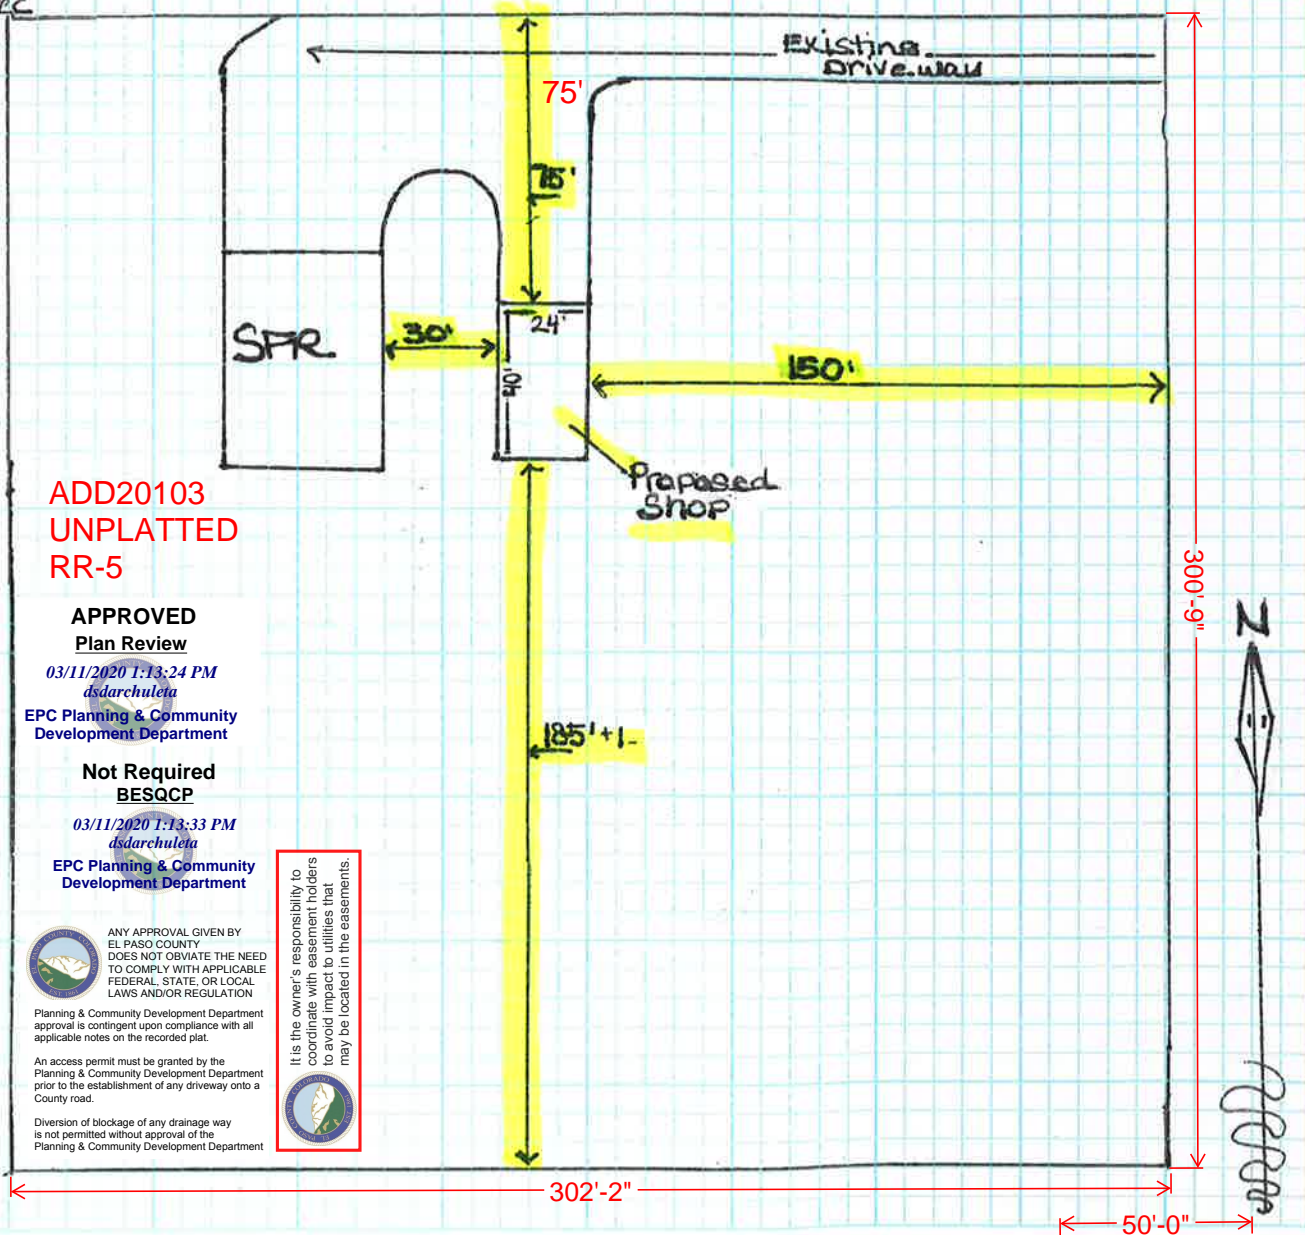 Existing
Driveway
75'
75'
24'
40'
SFR
30'
150'
Proposed
Shop
185' +/-
ADD20103
UNPLATTED
RR-5
APPROVED
Plan Review
03/11/2020 1:13:24 PM
dsdarchuleta
EPC Planning & Community
Development Department
Not Required
BESQCP
03/11/2020 1:13:33 PM
dsdarchuleta
EPC Planning & Community
Development Department
ANY APPROVAL GIVEN BY
EL PASO COUNTY
DOES NOT OBVIATE THE NEED
TO COMPLY WITH APPLICABLE
FEDERAL, STATE, OR LOCAL
LAWS AND/OR REGULATION
Planning & Community Development Department
approval is contingent upon compliance with all
applicable notes on the recorded plat.
An access permit must be granted by the
Planning & Community Development Department
prior to the establishment of any driveway onto a
County road.
Diversion of blockage of any drainage way
is not permitted without approval of the
Planning & Community Development Department
It is the owner's responsibility to
coordinate with easement holders
to avoid impact to utilities that
may be located in the easements.
300'-9"
N
302'-2"
50'-0"